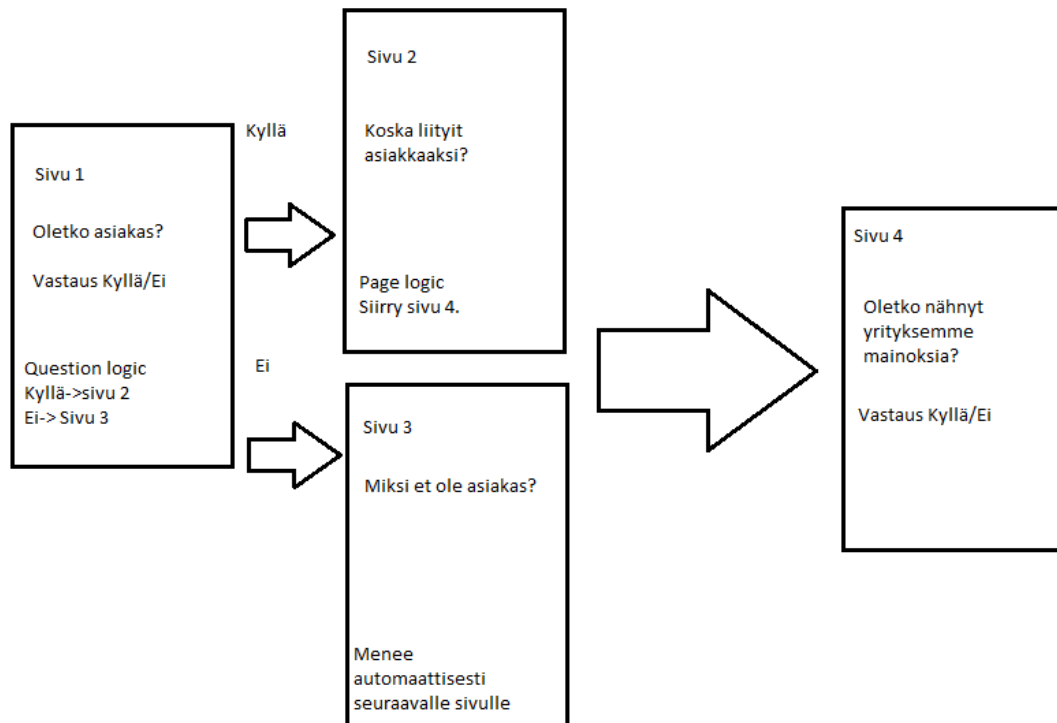 Sivu 1
Oletko asiakas?
Vastaus Kyllä/Ei
Question logic
Kyllä->sivu 2
Ei-> Sivu 3
Kyllä
Ei
Sivu 2
Koska liityit
asiakkaaksi?
Page logic
Siirry sivu 4.
Sivu 3
Miksi et ole asiakas?
Menee
automaattisesti
seuraavalle sivulle
Sivu 4
Oletko nähnyt
yrityksemme
mainoksia?
Vastaus Kyllä/Ei